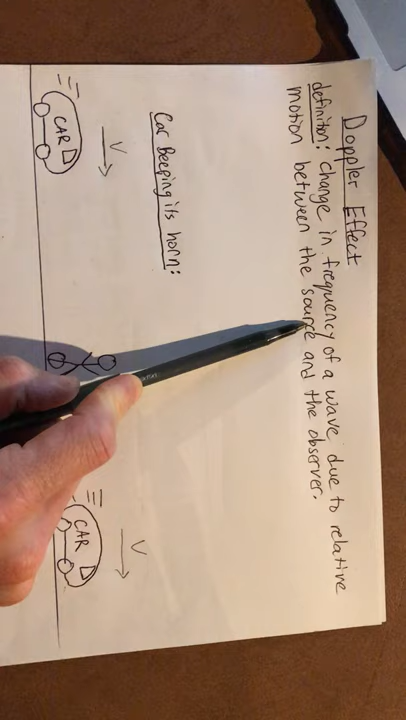 Doppler Effect
definition: change in frequency of a wave due to relative
motion between the source and the observer.
Car Beeping its horn:
V
V
CAR
CAR